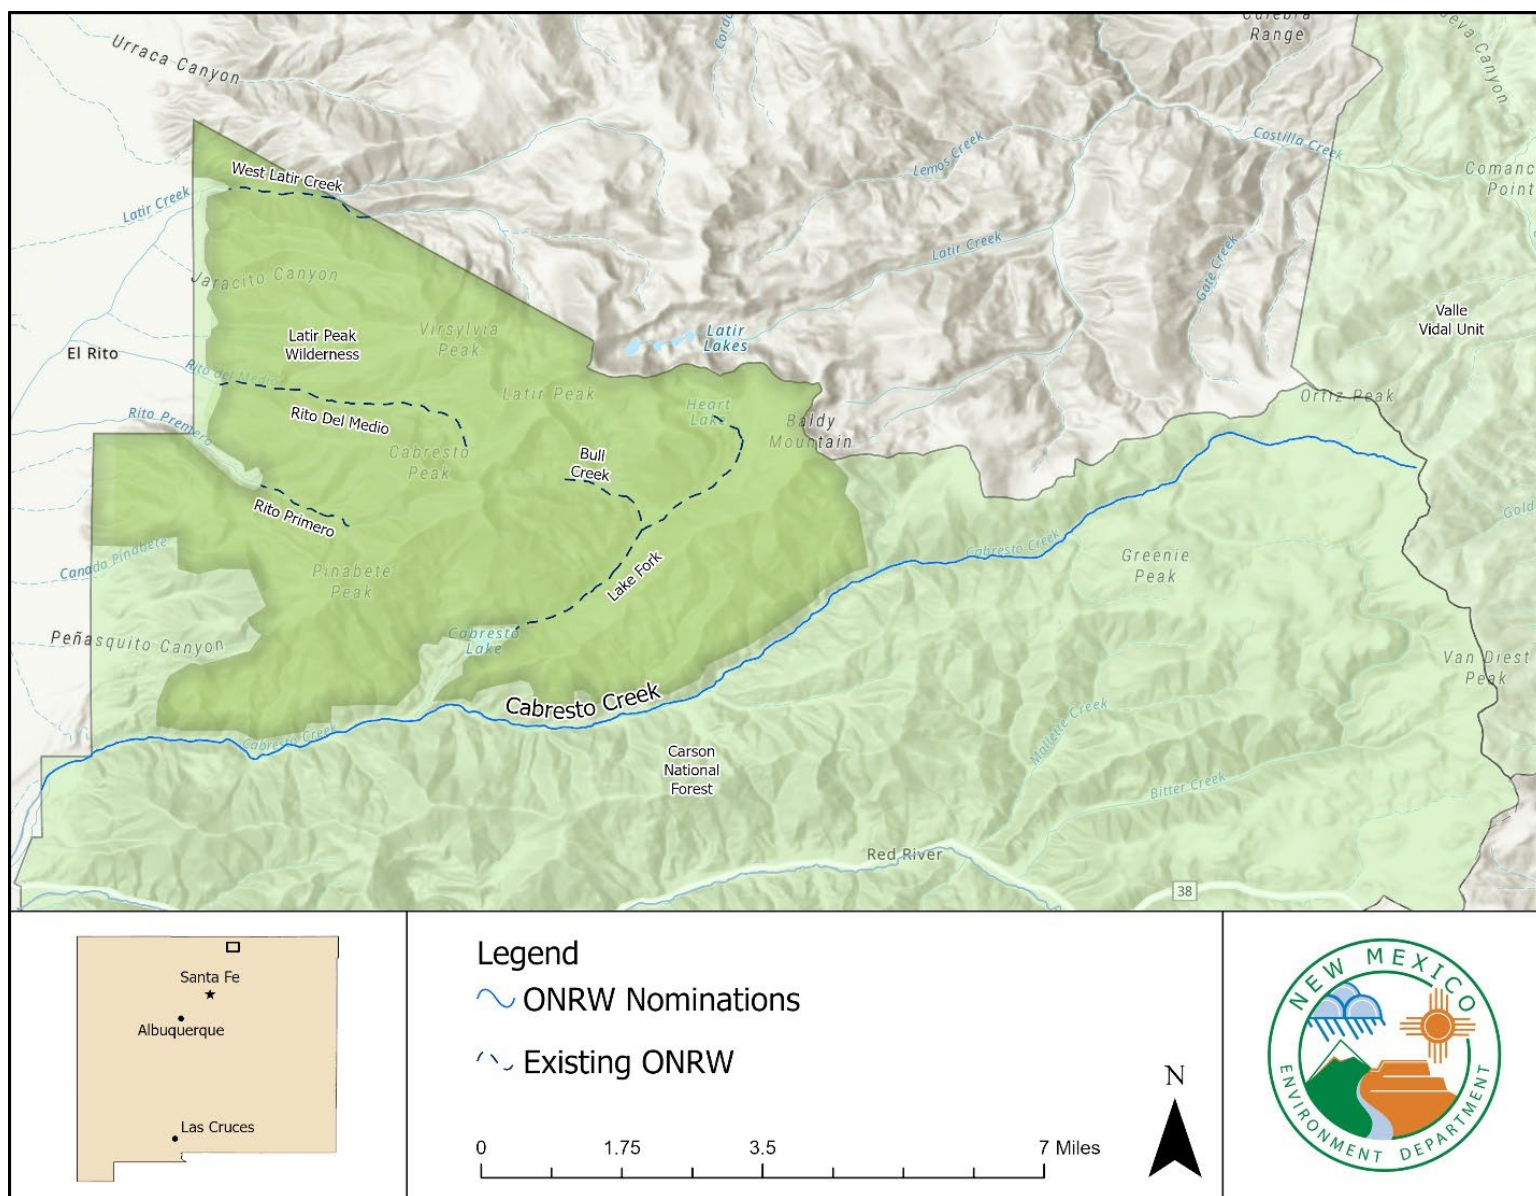 Culebra
Range
Urraca Canyon
Costilla Creek
Lemos Creek
Comanc
Point
West Latir Creek
Latir Creek
Latir Creek
Gate Creek
Jaracito Canyon
Valle
Vidal Unit
Latir Peak
Wilderness
Virsylvia
Peak
Latir
Lakes
El Rito
Rito del Medio
Latir Peak
Ortiz Peak
Heart
Lake
Rito Premero
Rito Del Medio
Baldy
Mountain
Cabresto
Peak
Bull
Creek
Rito Primero
Cabresto Creek
Greenie
Peak
Canada Pinabete
Pinabete
Peak
Lake Fork
Peñasquito Canyon
Cabresto
Lake
Van Diest
Peak
Cabresto Creek
Mallette Creek
Cabresto Creek
Carson
National
Forest
Bitter Creek
Red River
38
Santa Fe
Albuquerque
Las Cruces
Legend
ONRW Nominations
Existing ONRW
0 1.75 3.5 7 Miles
N
NEW MEXICO
ENVIRONMENT DEPARTMENT